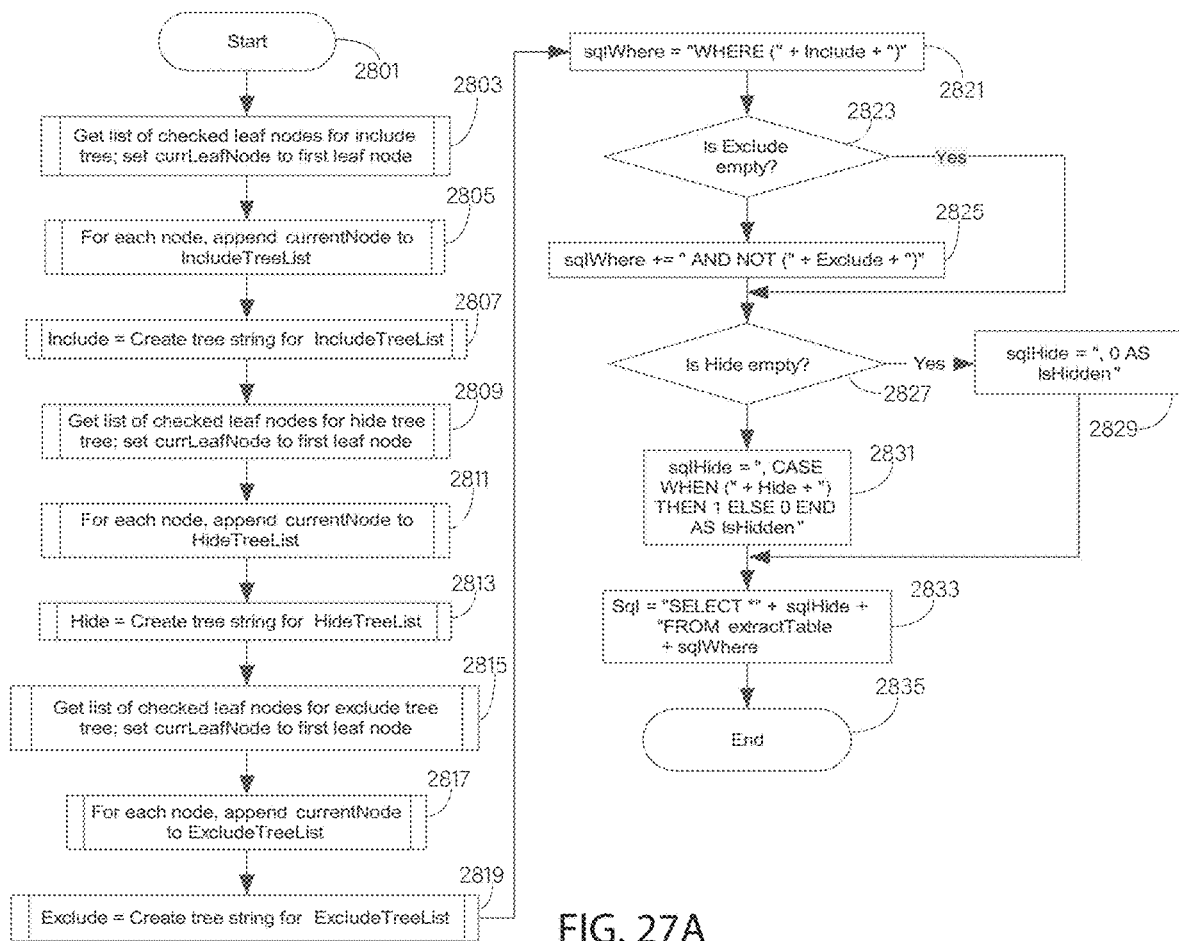 Start
2801
2803
Get list of checked leaf nodes for include
tree; set currLeafNode to first leaf node
2805
For each node, append currentNode to
IncludeTreeList
2807
Include = Create tree string for IncludeTreeList
2809
Get list of checked leaf nodes for hide tree
tree; set currLeafNode to first leaf node
2811
For each node, append currentNode to
HideTreeList
2813
Hide = Create tree string for HideTreeList
2815
Get list of checked leaf nodes for exclude tree
tree; set currLeafNode to first leaf node
2817
For each node, append currentNode
to ExcludeTreeList
2819
Exclude = Create tree string for ExcludeTreeList
sqlWhere = "WHERE (" + Include + ")"
2821
2823
Is Exclude
empty?
Yes
2825
sqlWhere += " AND NOT (" + Exclude + ")"
Is Hide empty?
2827
Yes
sqlHide = ", 0 AS
IsHidden"
2829
2831
sqlHide = ", CASE
WHEN (" + Hide + ")
THEN 1 ELSE 0 END
AS IsHidden"
2833
Sql = "SELECT *" + sqlHide +
"FROM extractTable
+ sqlWhere
2835
End
FIG. 27A